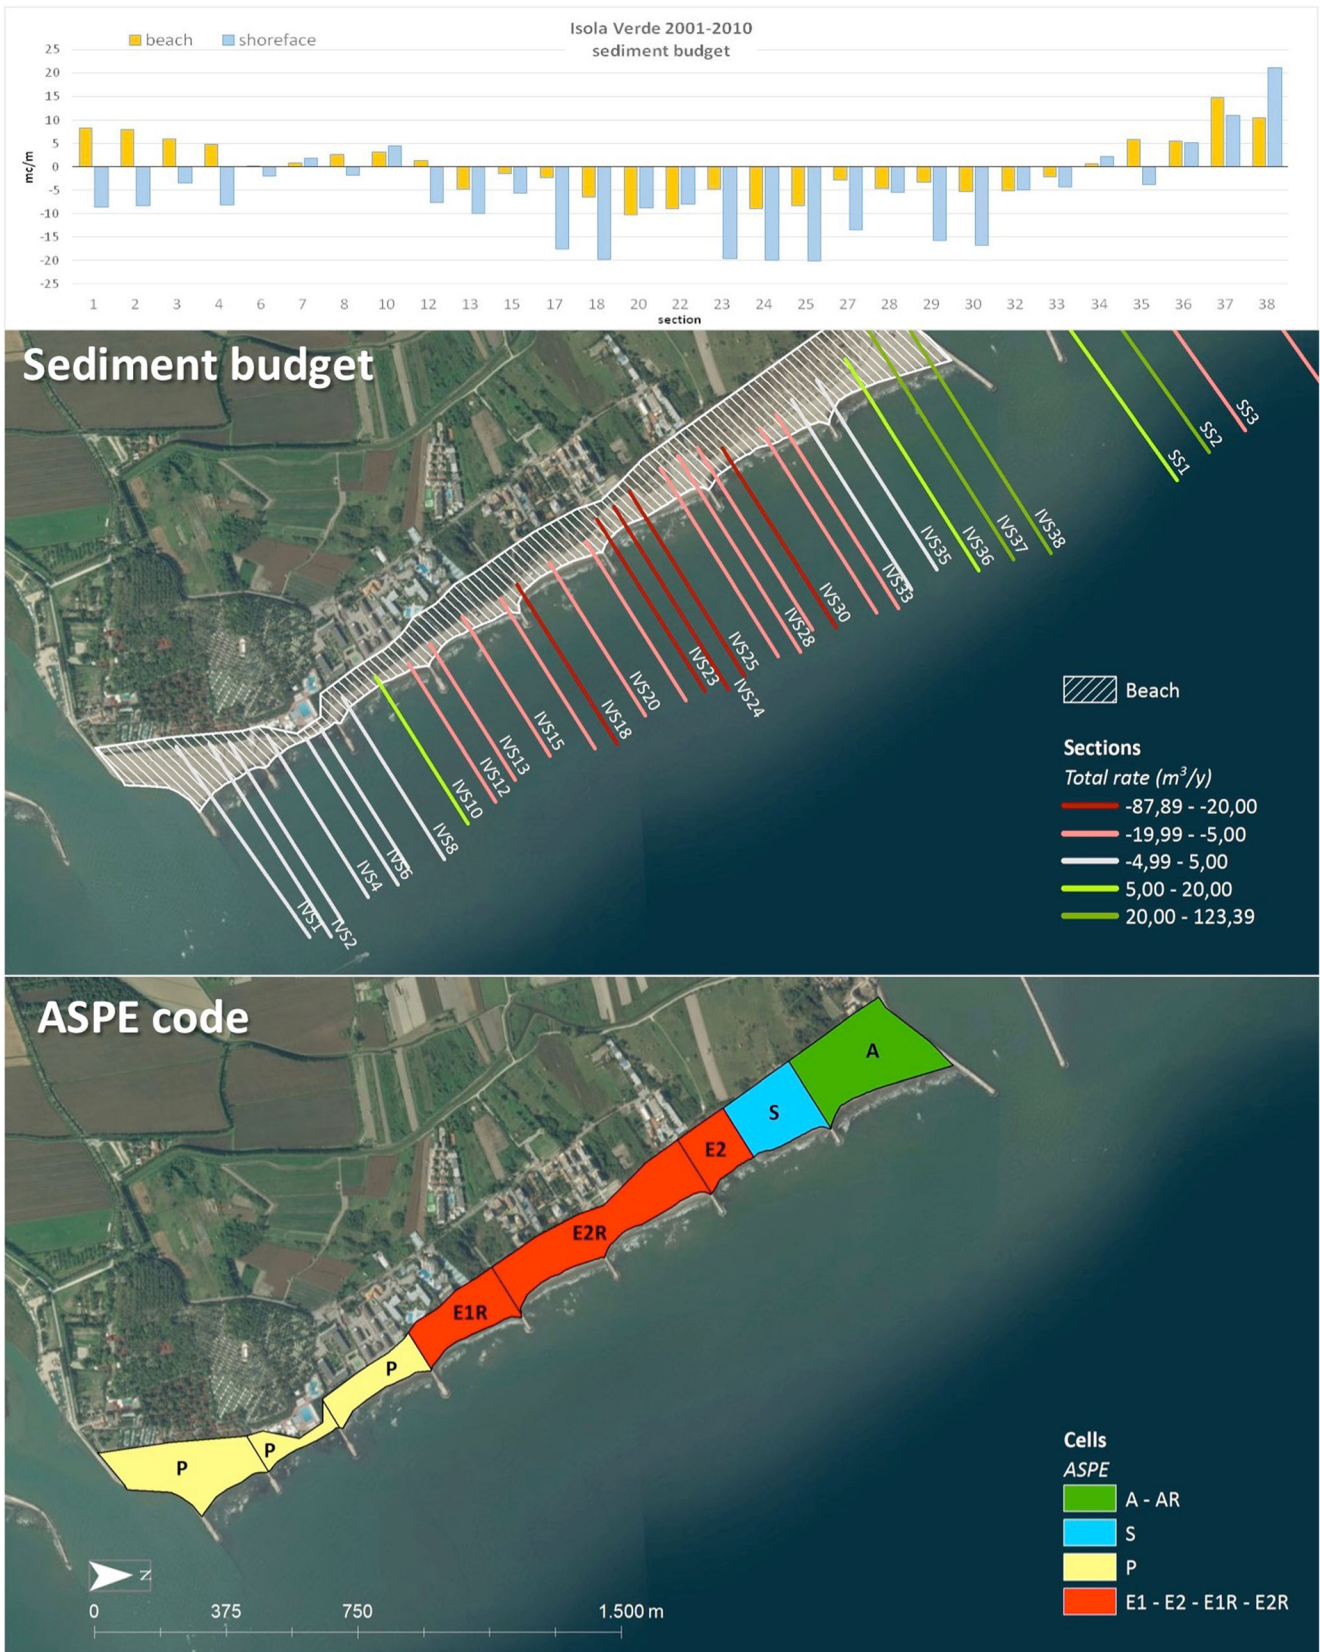 Isola Verde 2001-2010
sediment budget
beach shoreface
25
20
15
10
5
0
-5
-10
-15
-20
-25
mc/m
1 2 3 4 6 7 8 10 12 13 15 17 18 20 22 23 24 25 27 28 29 30 32 33 34 35 36 37 38
section
Sediment budget
SS3
SS2
SS1
IVS38
IVS37
IVS36
IVS35
IVS33
IVS30
IVS28
IVS25
IVS24
IVS23
IVS20
IVS18
IVS15
IVS13
IVS12
IVS10
IVS8
IVS6
IVS4
IVS2
IVS1
Beach
Sections
Total rate (m³/y)
-87,89 - -20,00
-19,99 - -5,00
-4,99 - 5,00
5,00 - 20,00
20,00 - 123,39
ASPE code
A
S
E2
E2R
E1R
P
P
P
Cells
ASPE
A - AR
S
P
E1 - E2 - E1R - E2R
N
0 375 750 1.500 m